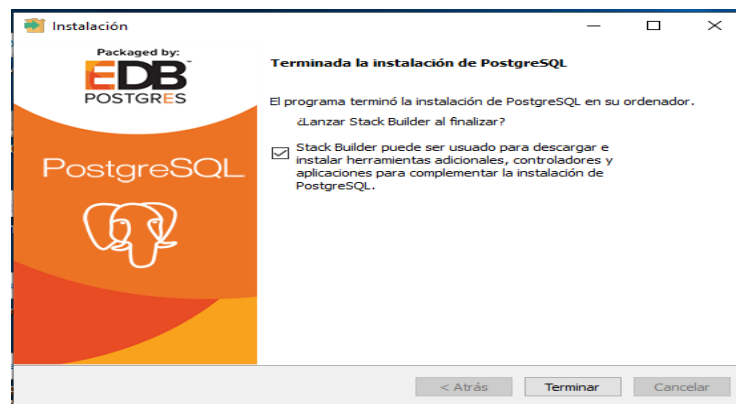 Instalación
Packaged by:
EDB
POSTGRES
PostgreSQL
Terminada la instalación de PostgreSQL
El programa terminó la instalación de PostgreSQL en su ordenador.
¿Lanzar Stack Builder al finalizar?
Stack Builder puede ser usado para descargar e
instalar herramientas adicionales, controladores y
aplicaciones para complementar la instalación de
PostgreSQL.
< Atrás
Terminar
Cancelar